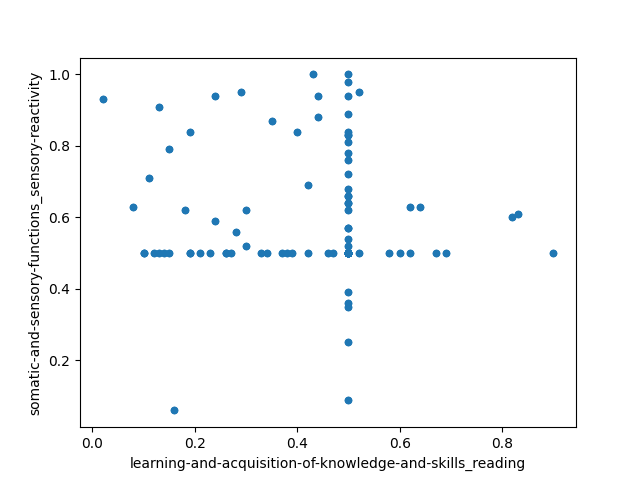 1.0
0.8
0.6
0.4
0.2
somatic-and-sensory-functions_sensory-reactivity
0.0 0.2 0.4 0.6 0.8
learning-and-acquisition-of-knowledge-and-skills_reading